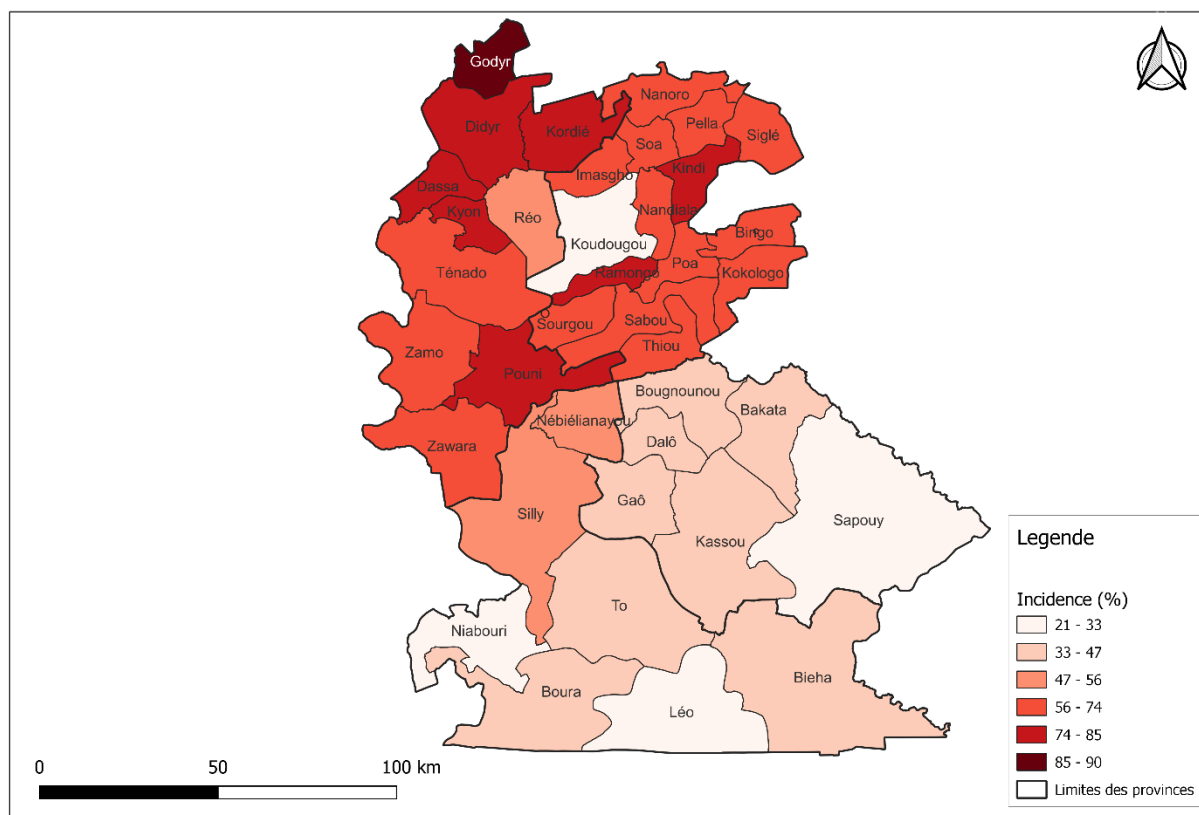 Godyr
Nanoro
Didyr
Kordié
Pella
Siglé
Soa
Kindi
Imasgho
Dassa
Kyon
Réo
Nandiala
Koudougou
Bingo
Poa
Ténado
Ramongo
Kokologo
Sourgou
Sabou
Thiou
Zamo
Pouni
Bougnounou
Bakata
Nébiélianayou
Zawara
Dalô
Gaô
Silly
Sapouy
Kassou
To
Niabouri
Bieha
Boura
Léo
Legende
Incidence (%)
21 - 33
33 - 47
47 - 56
56 - 74
74 - 85
85 - 90
Limites des provinces
0 50 100 km